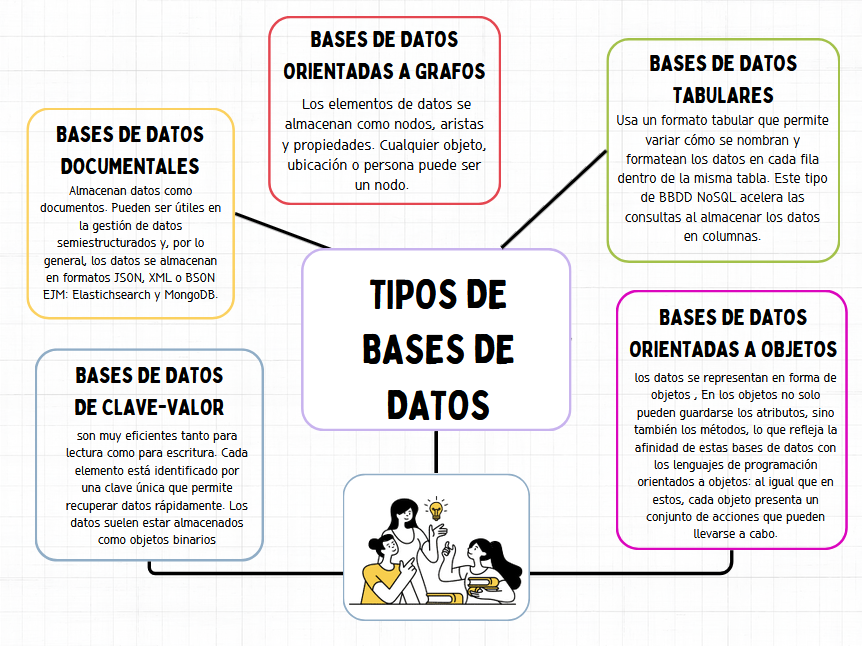 BASES DE DATOS
ORIENTADAS A GRAFOS
Los elementos de datos se
almacenan como nodos, aristas
y propiedades. Cualquier objeto,
ubicación o persona puede ser
un nodo.
BASES DE DATOS
TABULARES
Usa un formato tabular que permite
variar cómo se nombran y
formatean los datos en cada fila
dentro de la misma tabla. Este tipo
de BBDD NoSQL acelera las
consultas al almacenar los datos
en columnas.
BASES DE DATOS
DOCUMENTALES
Almacenan datos como
documentos. Pueden ser útiles en
la gestión de datos
semiestructurados y, por lo
general, los datos se almacenan
en formatos JSON, XML o BSON
EJM: Elastichsearch y MongoDB.
TIPOS DE
BASES DE
DATOS
BASES DE DATOS
ORIENTADAS A OBJETOS
los datos se representan en forma de
objetos , En los objetos no solo
pueden guardarse los atributos, sino
también los métodos, lo que refleja la
afinidad de estas bases de datos con
los lenguajes de programación
orientados a objetos: al igual que en
estos, cada objeto presenta un
conjunto de acciones que pueden
llevarse a cabo.
BASES DE DATOS
DE CLAVE-VALOR
son muy eficientes tanto para
lectura como para escritura. Cada
elemento está identificado por
una clave única que permite
recuperar datos rápidamente. Los
datos suelen estar almacenados
como objetos binarios